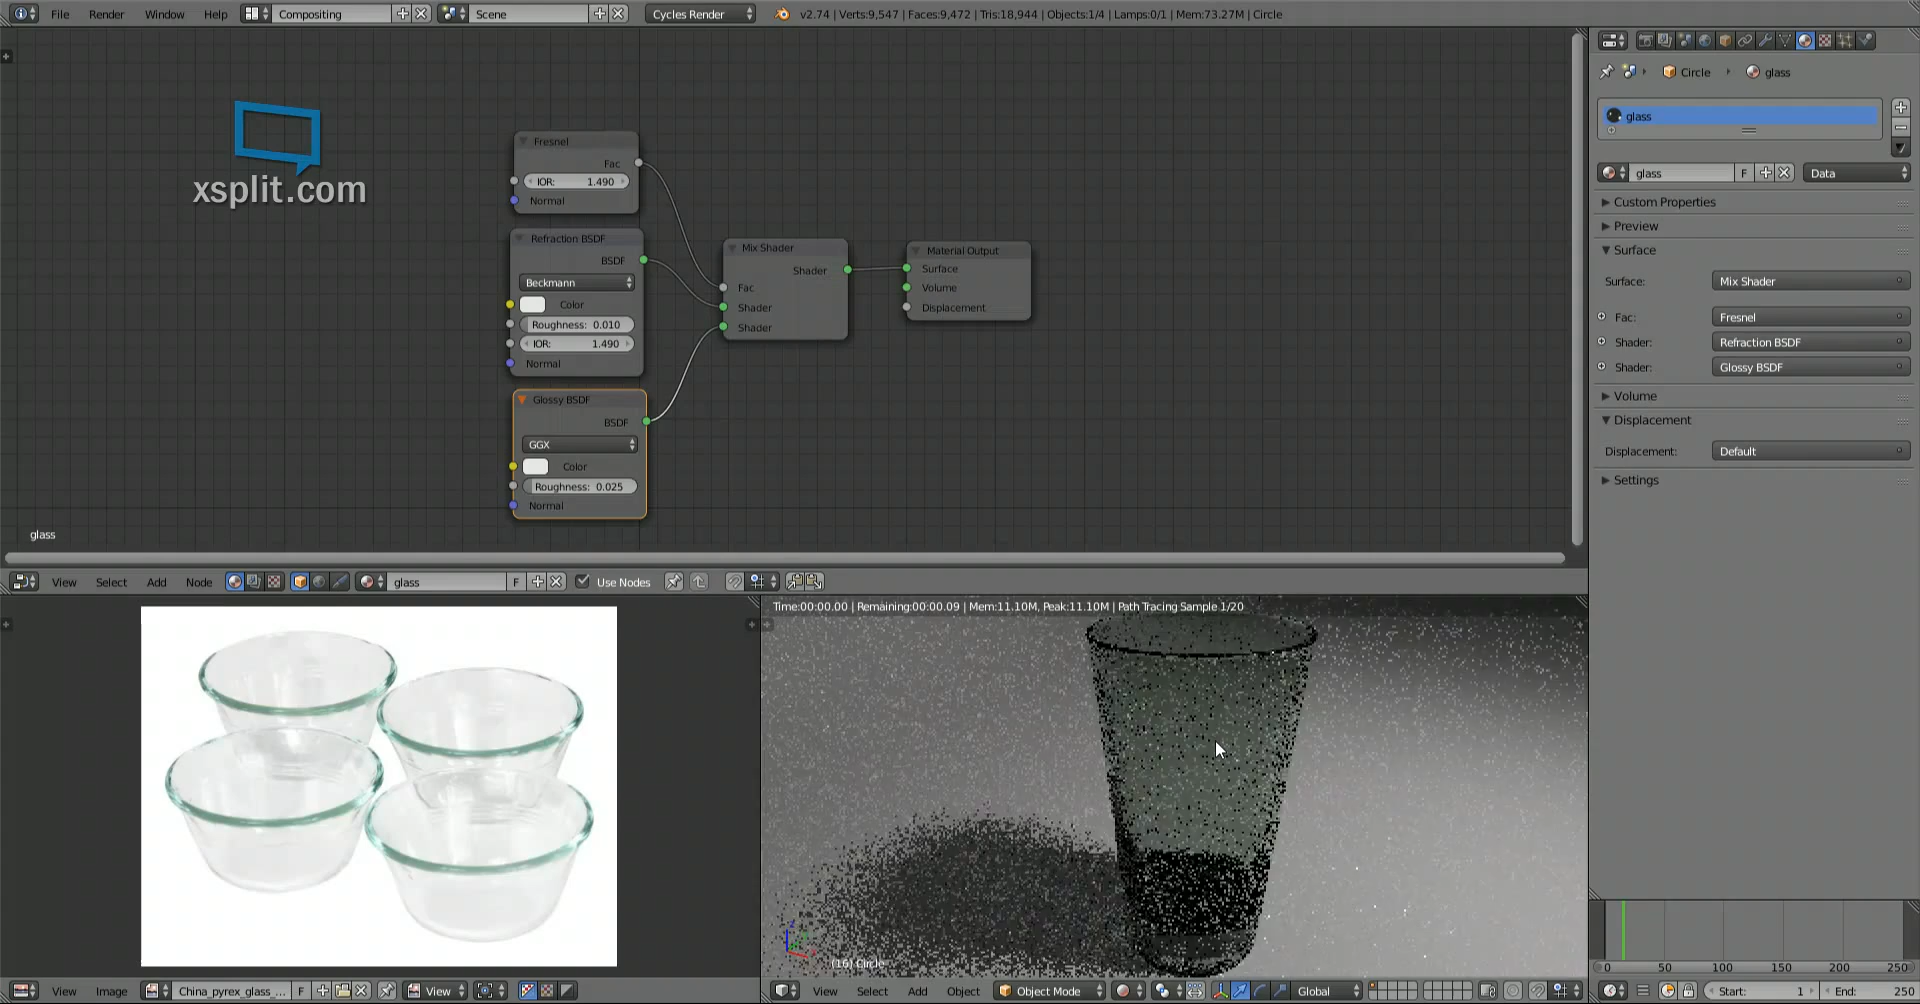 File Render Window Help Compositing Scene Cycles Render v2.74 | Verts:9,547 | Faces:9,472 | Tris:18,944 | Objects:1/4 | Lamps:0/1 | Mem:73.27M | Circle
xsplit.com
Fresnel
Fac
IOR: 1.490
Normal
Refraction BSDF
BSDF
Beckmann
Color
Roughness: 0.010
IOR: 1.490
Normal
Glossy BSDF
BSDF
GGX
Color
Roughness: 0.025
Normal
Mix Shader
Shader
Fac
Shader
Shader
Material Output
Surface
Volume
Displacement
glass
View Select Add Node glass F Use Nodes
Circle glass
glass
glass F Data
Custom Properties
Preview
Surface
Surface: Mix Shader
Fac: Fresnel
Shader: Refraction BSDF
Shader: Glossy BSDF
Volume
Displacement
Displacement: Default
Settings
Time:00:00.00 | Remaining:00:00.09 | Mem:11.10M, Peak:11.10M | Path Tracing Sample 1/20
(16) Circle
View Image China_pyrex_glass_... F View
View Select Add Object Object Mode Global
0 50 100 150 200 250
Start: 1 End: 250